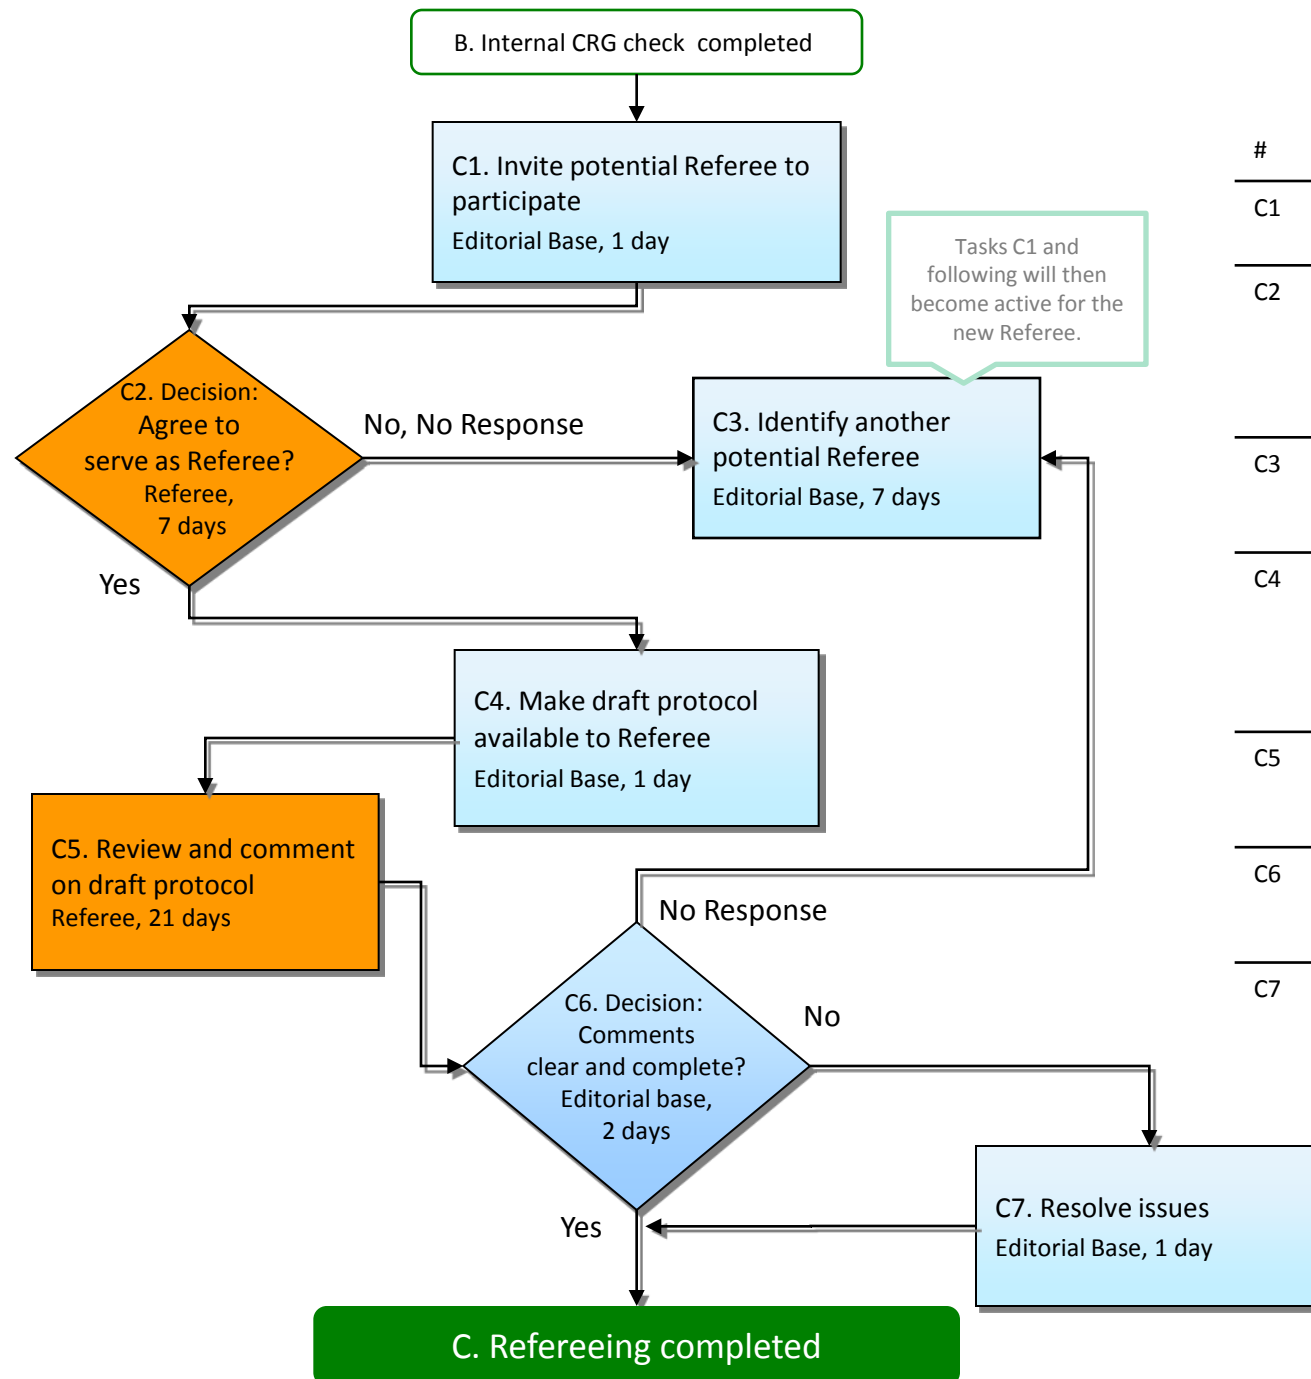 B. Internal CRG check  completed
C1. Invite potential Referee to
participate
Editorial Base, 1 day
Tasks C1 and
following will then
become active for the
new Referee.
C2. Decision:
Agree to
serve as Referee?
Referee,
7 days
No, No Response
C3. Identify another
potential Referee
Editorial Base, 7 days
Yes
C4. Make draft protocol
available to Referee
Editorial Base, 1 day
C5. Review and comment
on draft protocol
Referee, 21 days
No Response
C6. Decision:
Comments
clear and complete?
Editorial base,
2 days
No
C7. Resolve issues
Editorial Base, 1 day
Yes
C. Refereeing completed
#
C1
C2
C3
C4
C5
C6
C7